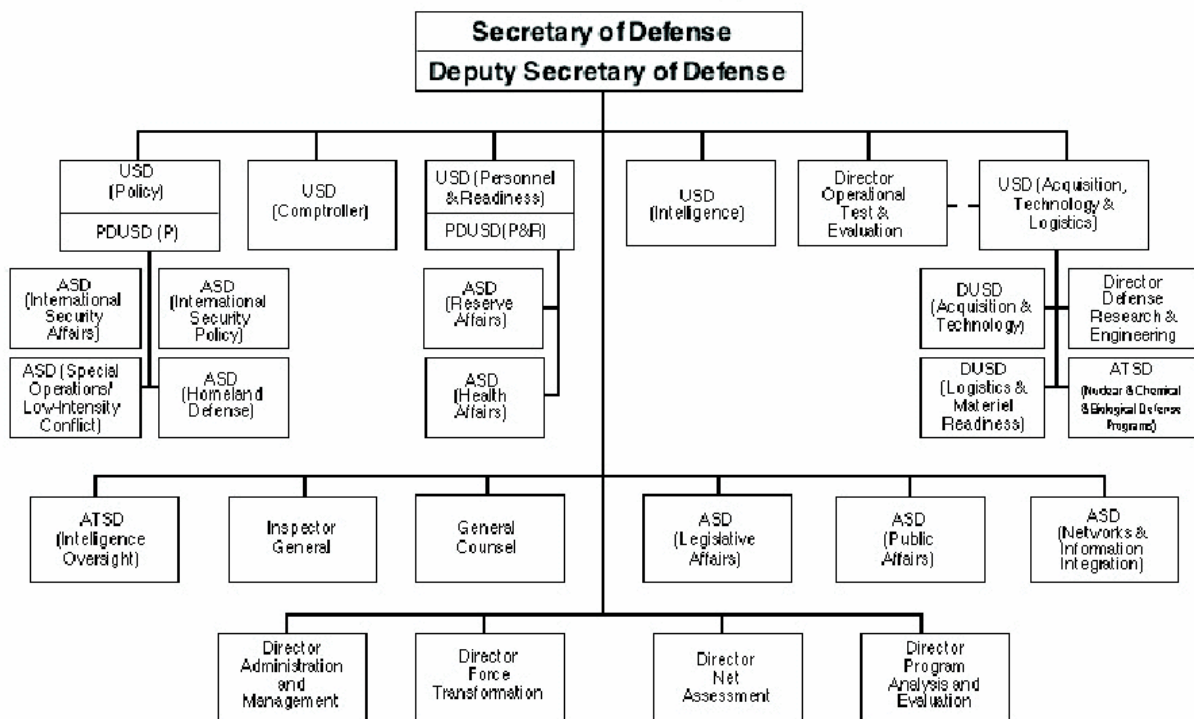 Secretary of Defense
Deputy Secretary of Defense
USD
(Policy)
PDUSD (P)
USD
(Comptroller)
USD (Personnel
& Readiness)
PDUSD(P&R)
USD
(Intelligence)
Director
Operational
Test &
Evaluation
USD (Acquisition,
Technology &
Logistics)
ASD
(International
Security
Affairs)
ASD
(International
Security
Policy)
ASD
(Reserve
Affairs)
DUSD
(Acquisition &
Technology)
Director
Defense
Research &
Engineering
ASD (Special
Operations/
Low-Intensity
Conflict)
ASD
(Homeland
Defense)
ASD
(Health
Affairs)
DUSD
(Logistics &
Materiel
Readiness)
ATSD
(Nuclear & Chemical
& Biological Defense
Programs)
ATSD
(Intelligence
Oversight)
Inspector
General
General
Counsel
ASD
(Legislative
Affairs)
ASD
(Public
Affairs)
ASD
(Networks &
Information
Integration)
Director
Administration
and
Management
Director
Force
Transformation
Director
Net
Assessment
Director
Program
Analysis and
Evaluation